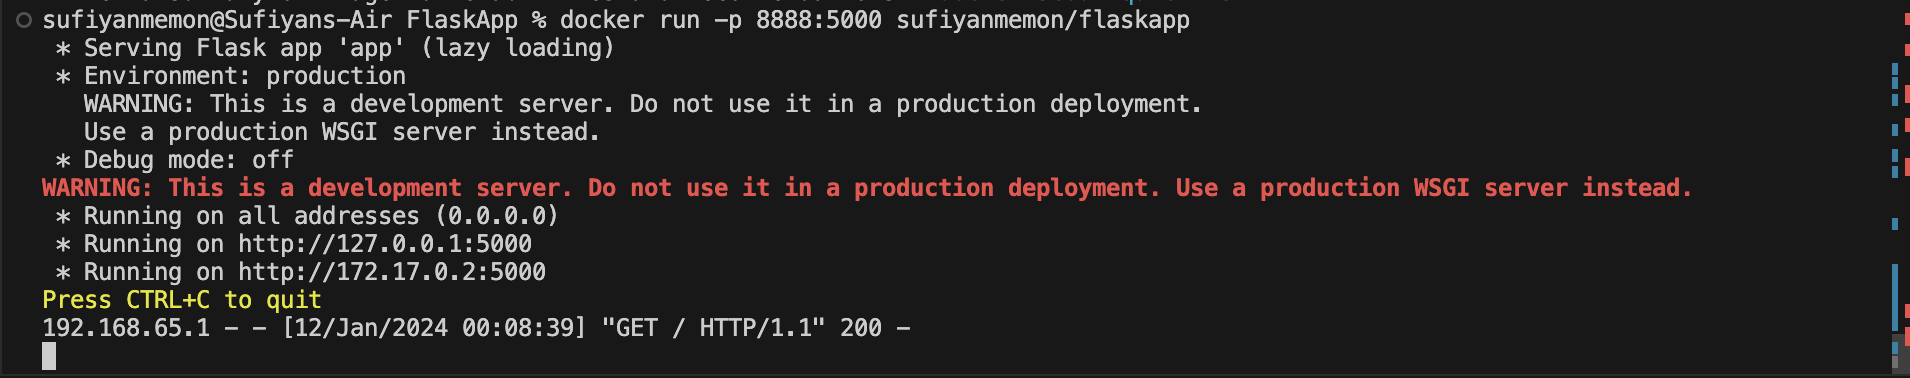 sufiyanmemon@Sufiyans-Air FlaskApp % docker run -p 8888:5000 sufiyanmemon/flaskapp
* Serving Flask app 'app' (lazy loading)
* Environment: production
WARNING: This is a development server. Do not use it in a production deployment.
Use a production WSGI server instead.
* Debug mode: off
WARNING: This is a development server. Do not use it in a production deployment. Use a production WSGI server instead.
* Running on all addresses (0.0.0.0)
* Running on http://127.0.0.1:5000
* Running on http://172.17.0.2:5000
Press CTRL+C to quit
192.168.65.1 - - [12/Jan/2024 00:08:39] "GET / HTTP/1.1" 200 -